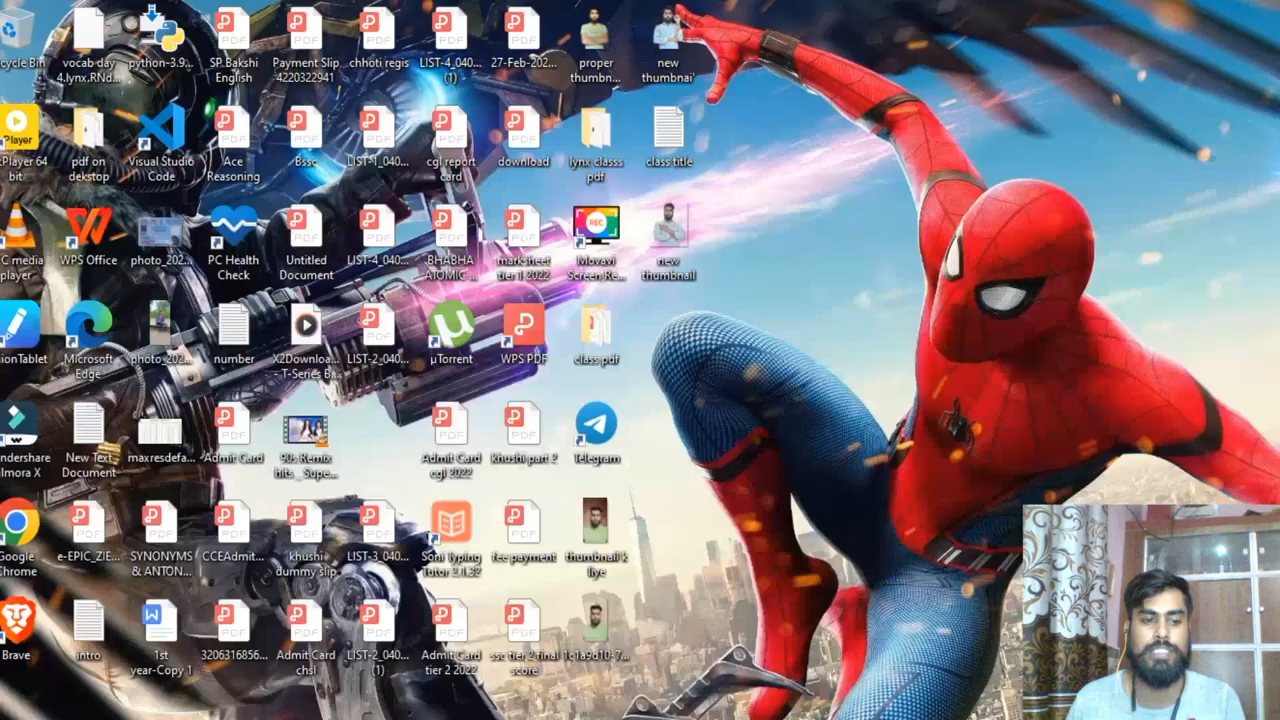 cycle Bin
vocab day
4.lynx.RNd...
python-3.9...
SP Bakshi
English
Payment Slip
4220322941
chhoti regis
LIST-4_040...
(1)
27-Feb-202...
proper
thumbn...
new
thumbnai'
Player
tPlayer 64
bit
pdf on
dekstop
Visual Studio
Code
Ace
Reasoning
Bssc
LIST-1_040...
cgl report
card
download
lynx classs
pdf
class title
C media
player
WPS Office
photo_202...
PC Health
Check
Untitled
Document
LIST-4_040...
BHABHA
ATOMIC ...
marksheet
tier 1 2022
REC
Movavi
Screen Re...
new
thumbnail
ionTablet
Microsoft
Edge
photo_202...
number
X2Downloa...
- T-Series Ba...
LIST-2_040...
µTorrent
WPS PDF
class pdf
ndershare
lmora X
New Text
Document
maxresdefa...
Admit Card
90s Remix
hits _ Supe...
Admit Card
cgl 2022
khushi part 2
Telegram
Google
Chrome
e-EPIC_ZIE...
SYNONYMS
& ANTON...
CCEAdmit...
khushi
dummy slip
LIST-3_040...
Soni Typing
Tutor 2.1.32
fee payment
thumbnail k
liye
Brave
intro
1st
year-Copy 1
3206316856...
Admit Card
chsl
LIST-2_040...
(1)
Admit Card
tier 2 2022
ssc tier 2 final
score
1c1a9d10-7...